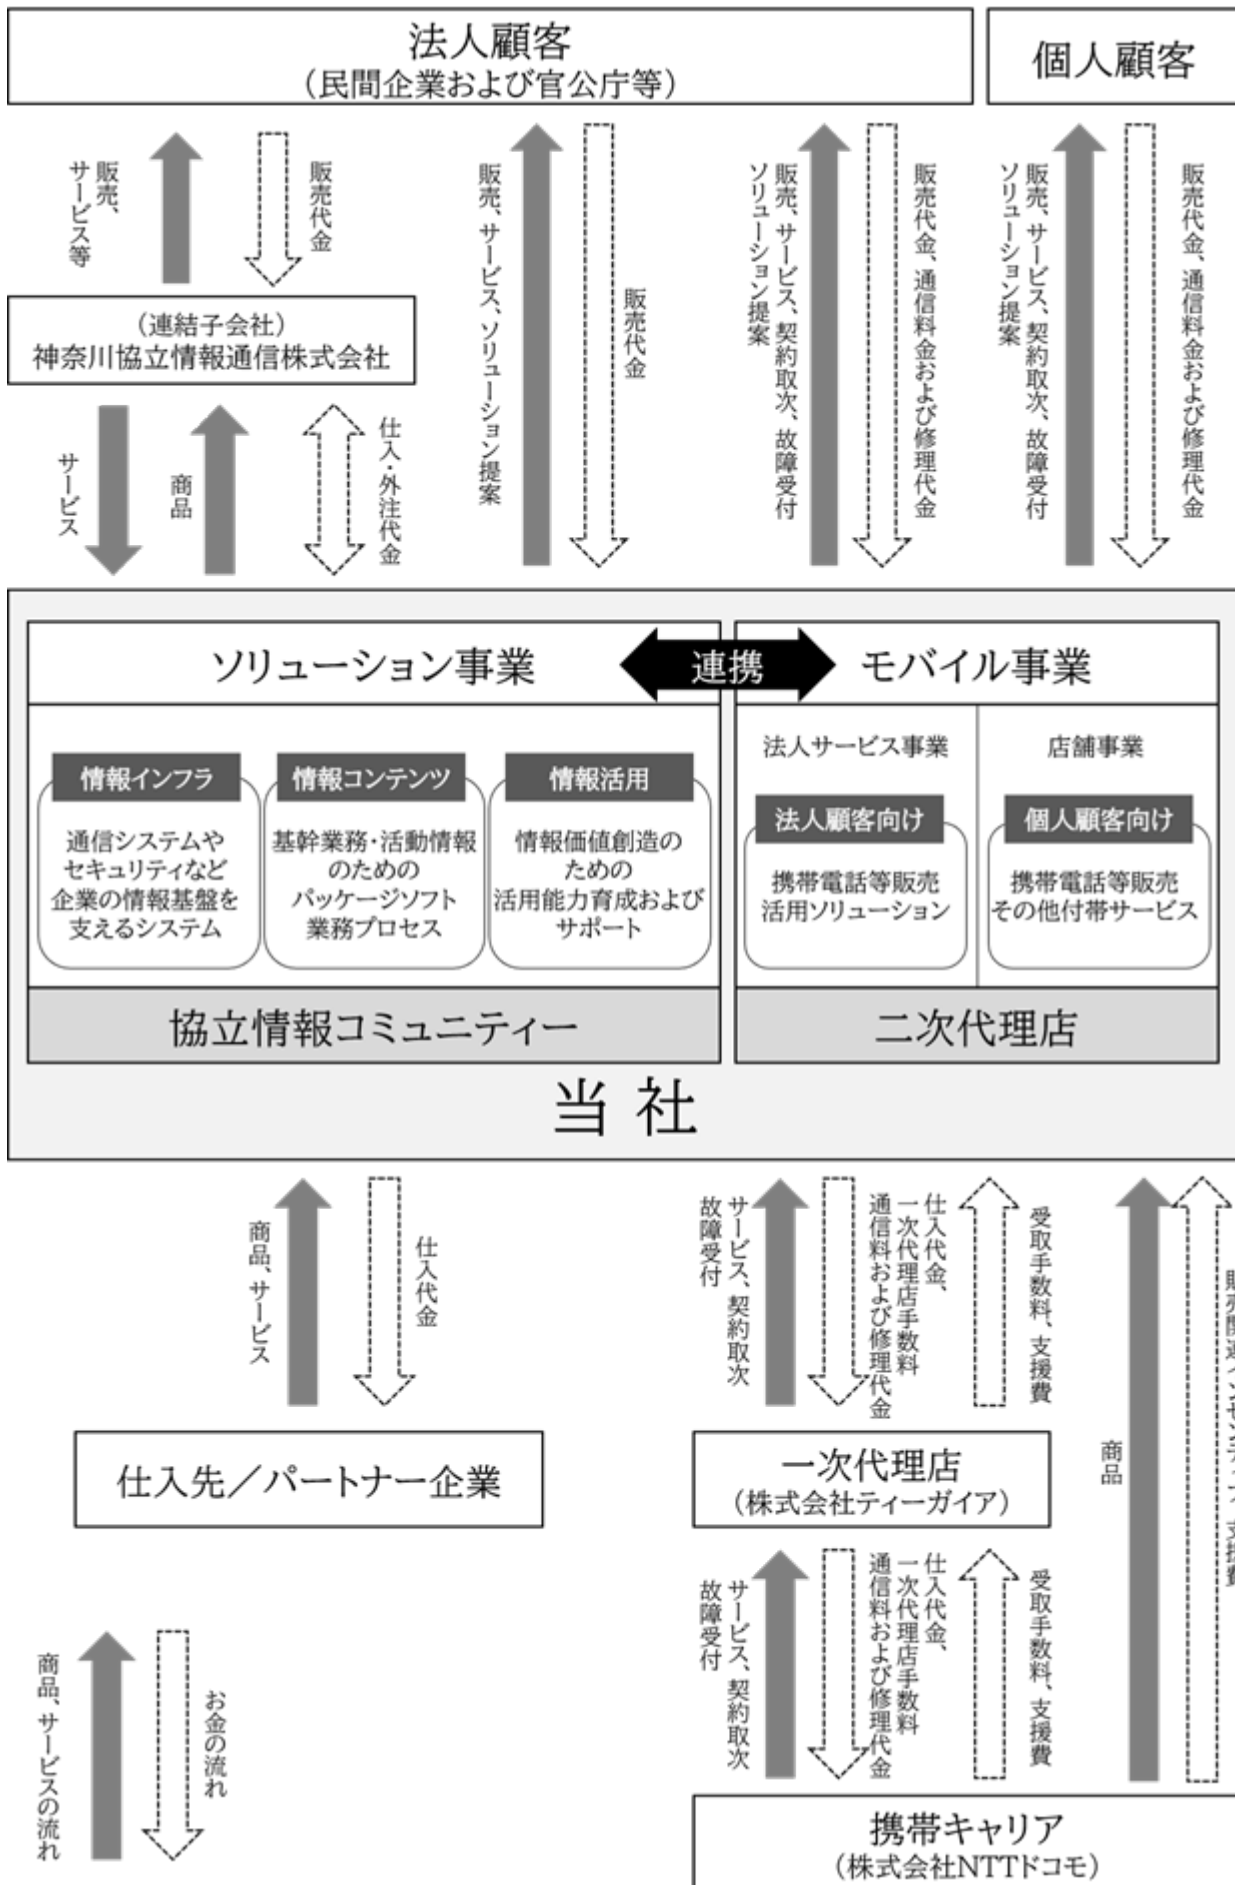 法人顧客
（民間企業および官公庁等）
個人顧客
販売、
サービス等
販売代金
販売、サービス、ソリューション提案
販売代金
販売、サービス、契約取次、故障受付
ソリューション提案
販売代金、通信料金および修理代金
販売、サービス、契約取次、故障受付
ソリューション提案
販売代金、通信料金および修理代金
（連結子会社）
神奈川協立情報通信株式会社
サービス
商品
仕入・外注代金
ソリューション事業
連携
モバイル事業
情報インフラ
通信システムや
セキュリティなど
企業の情報基盤を
支えるシステム
情報コンテンツ
基幹業務・活動情報
のための
パッケージソフト
業務プロセス
情報活用
情報価値創造の
ための
活用能力育成および
サポート
法人サービス事業
法人顧客向け
携帯電話等販売
活用ソリューション
店舗事業
個人顧客向け
携帯電話等販売
その他付帯サービス
協立情報コミュニティー
二次代理店
当社
商品、サービス
仕入代金
サービス、契約取次
故障受付
仕入代金、
一次代理店手数料
通信料および修理代金
受取手数料、支援費
商品
販売関連インセンティブ、支援費
仕入先／パートナー企業
一次代理店
（株式会社ティーガイア）
サービス、契約取次
故障受付
仕入代金、
一次代理店手数料
通信料および修理代金
受取手数料、支援費
携帯キャリア
（株式会社NTTドコモ）
商品、サービスの流れ
お金の流れ